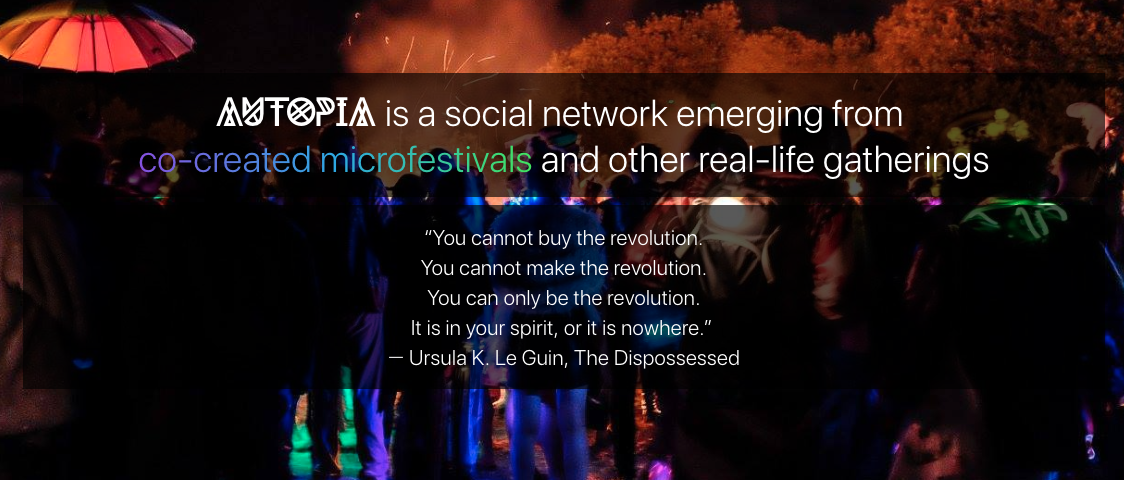 AUTOPIA is a social network emerging from
co-created microfestivals and other real-life gatherings
“You cannot buy the revolution.
You cannot make the revolution.
You can only be the revolution.
It is in your spirit, or it is nowhere.”
— Ursula K. Le Guin, The Dispossessed